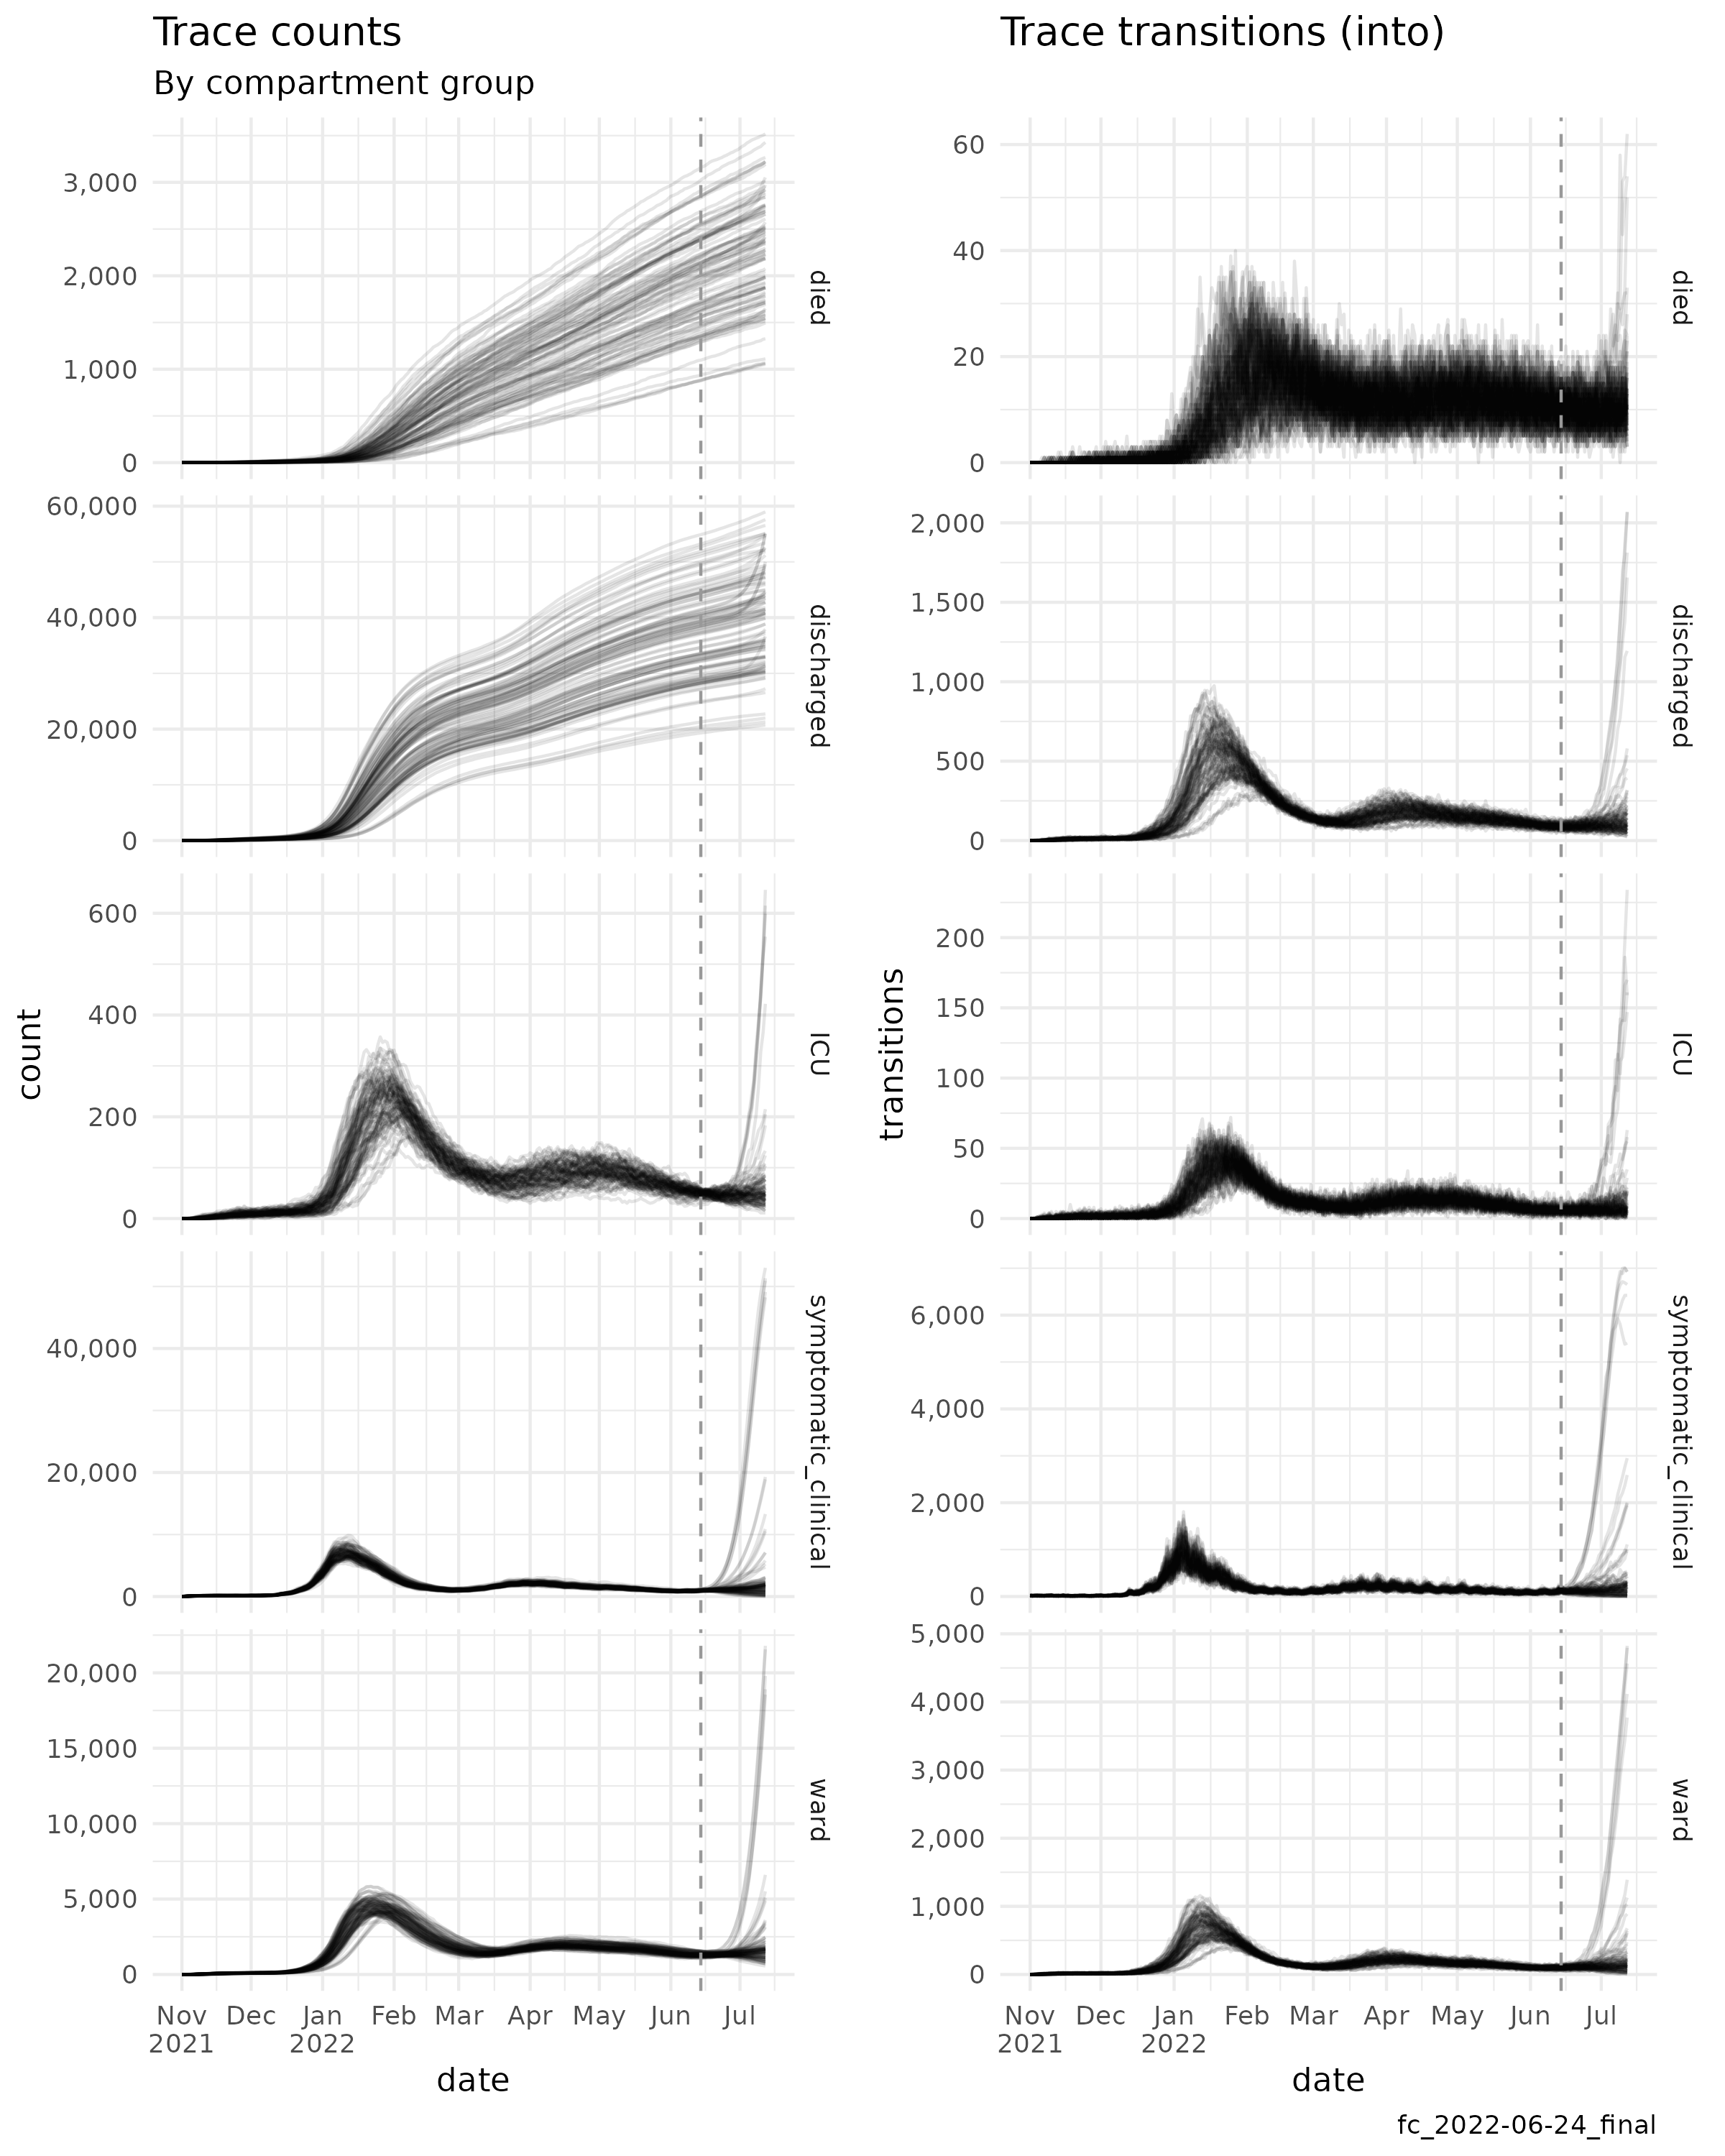 Trace counts
By compartment group
3,000
2,000
1,000
0
died
60,000
40,000
20,000
0
discharged
600
400
200
0
ICU
40,000
20,000
0
symptomatic_clinical
20,000
15,000
10,000
5,000
0
ward
count
Nov Dec Jan Feb Mar Apr May Jun Jul
2021 2022
date
Trace transitions (into)
60
40
20
0
died
2,000
1,500
1,000
500
0
discharged
200
150
100
50
0
ICU
6,000
4,000
2,000
0
symptomatic_clinical
5,000
4,000
3,000
2,000
1,000
0
ward
transitions
Nov Dec Jan Feb Mar Apr May Jun Jul
2021 2022
date
fc_2022-06-24_final